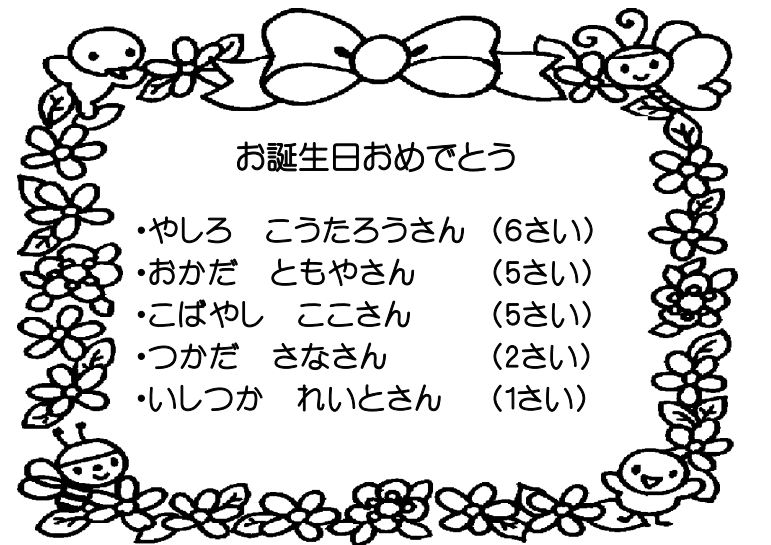 お誕生日おめでとう
・やしろ　こうたろうさん　（6さい）
・おかだ　ともやさん　（5さい）
・こばやし　ここさん　（5さい）
・つかだ　さなさん　（2さい）
・いしつか　れいとさん　（1さい）